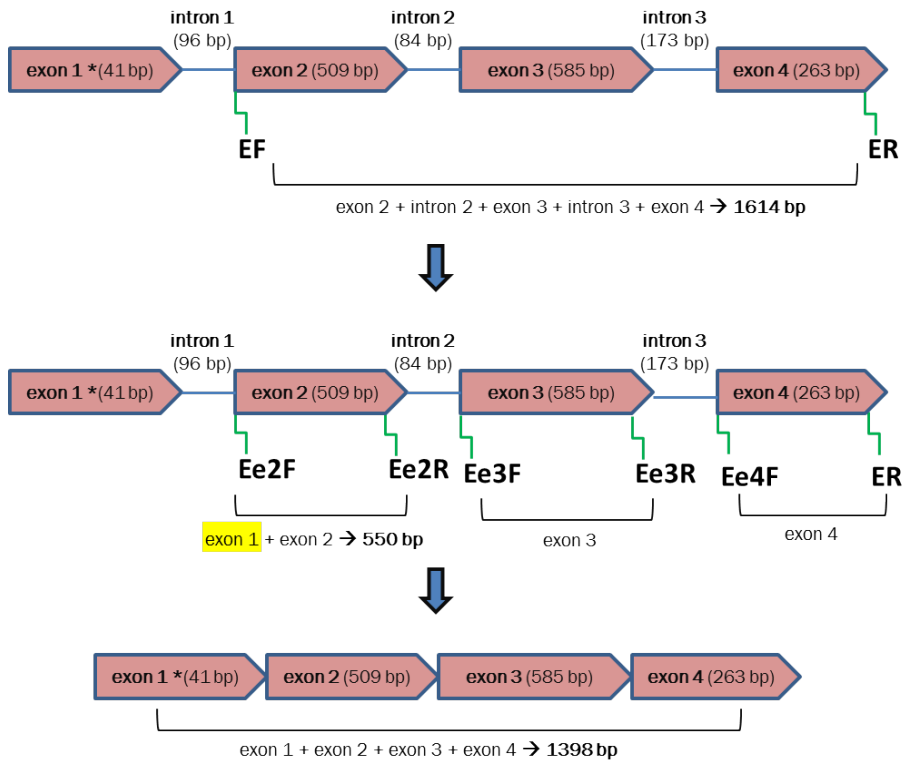 intron 1
(96 bp)
intron 2
(84 bp)
intron 3
(173 bp)
exon 1 *(41 bp)
exon 2 (509 bp)
exon 3 (585 bp)
exon 4 (263 bp)
EF
ER
exon 2 + intron 2 + exon 3 + intron 3 + exon 4 → 1614 bp
intron 1
(96 bp)
intron 2
(84 bp)
intron 3
(173 bp)
exon 1 *(41 bp)
exon 2 (509 bp)
exon 3 (585 bp)
exon 4 (263 bp)
Ee2F
Ee2R
Ee3F
Ee3R
Ee4F
ER
exon 1 + exon 2 → 550 bp
exon 3
exon 4
exon 1 *(41 bp)
exon 2 (509 bp)
exon 3 (585 bp)
exon 4 (263 bp)
exon 1 + exon 2 + exon 3 + exon 4 → 1398 bp